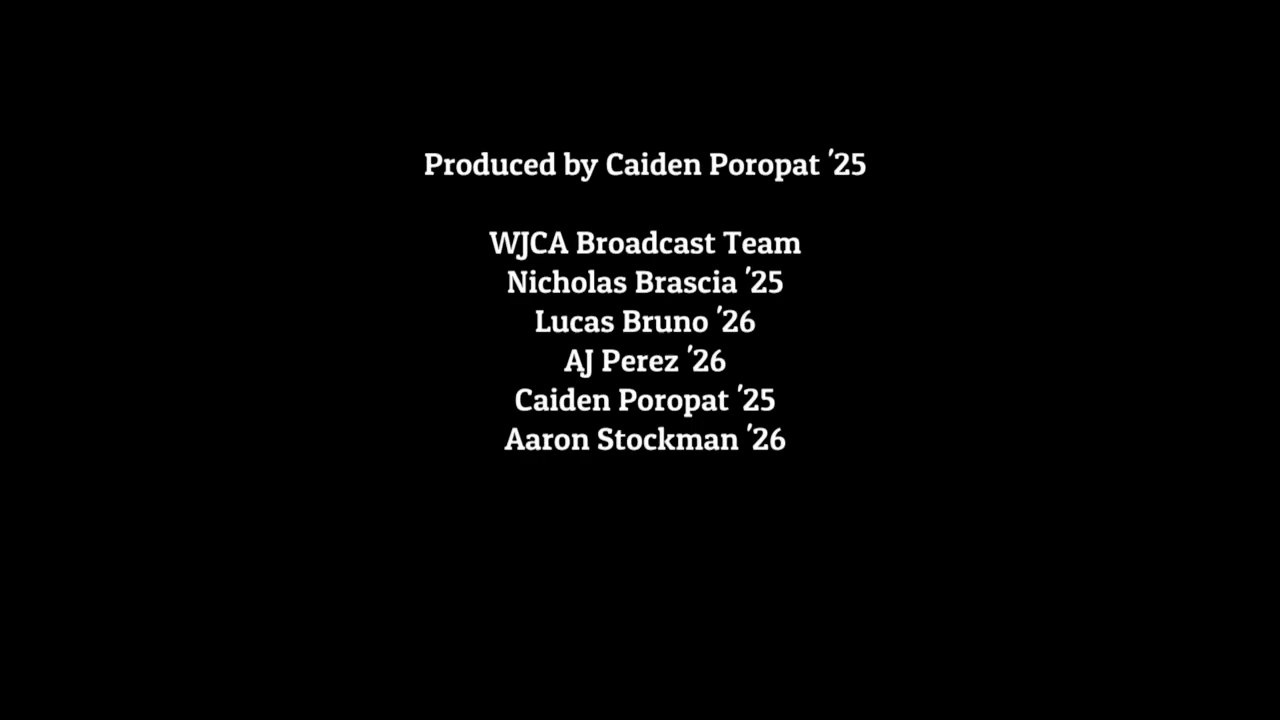 Produced by Caiden Poropat '25
WJCA Broadcast Team
Nicholas Brascia '25
Lucas Bruno '26
AJ Perez '26
Caiden Poropat '25
Aaron Stockman '26